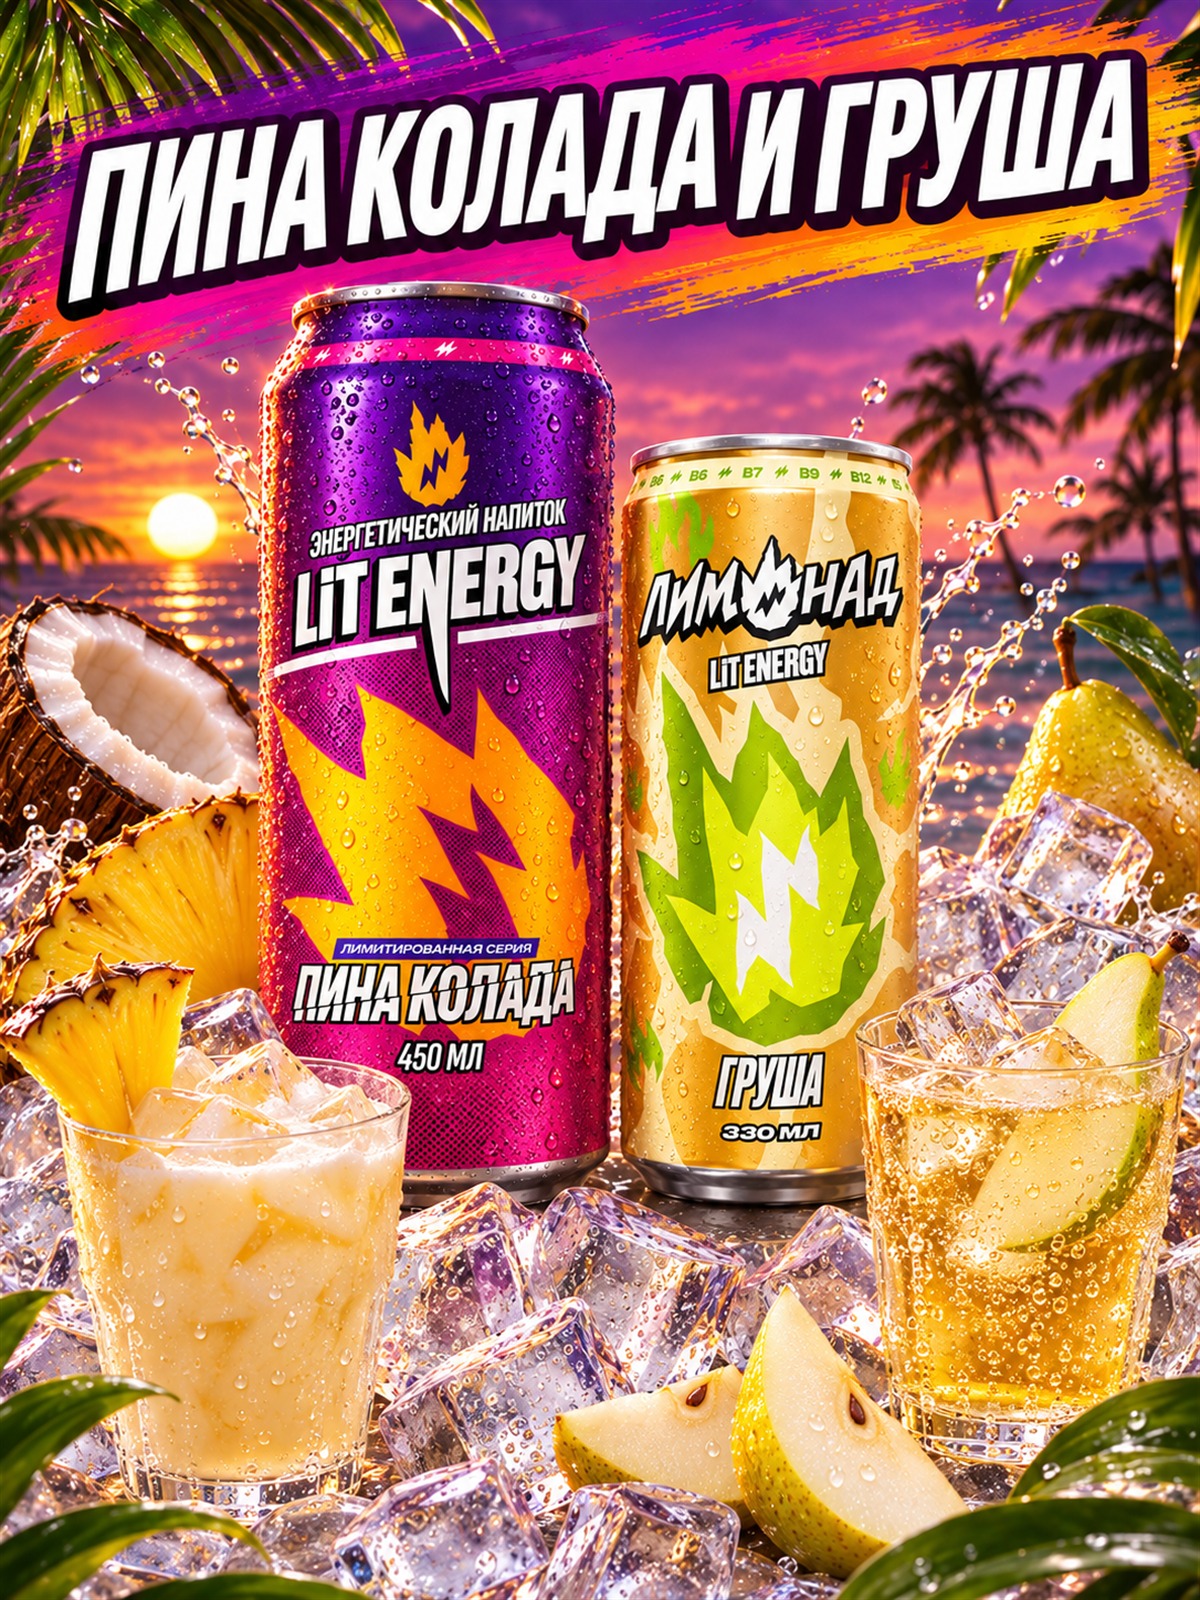 ПИНА КОЛАДА И ГРУША
ЭНЕРГЕТИЧЕСКИЙ НАПИТОК
LiT ENERGY
ЛИМИТИРОВАННАЯ СЕРИЯ
ПИНА КОЛАДА
450 МЛ
B6 B6 B7 B9 B12
ЛИМОНАД
LiT ENERGY
ГРУША
330 МЛ